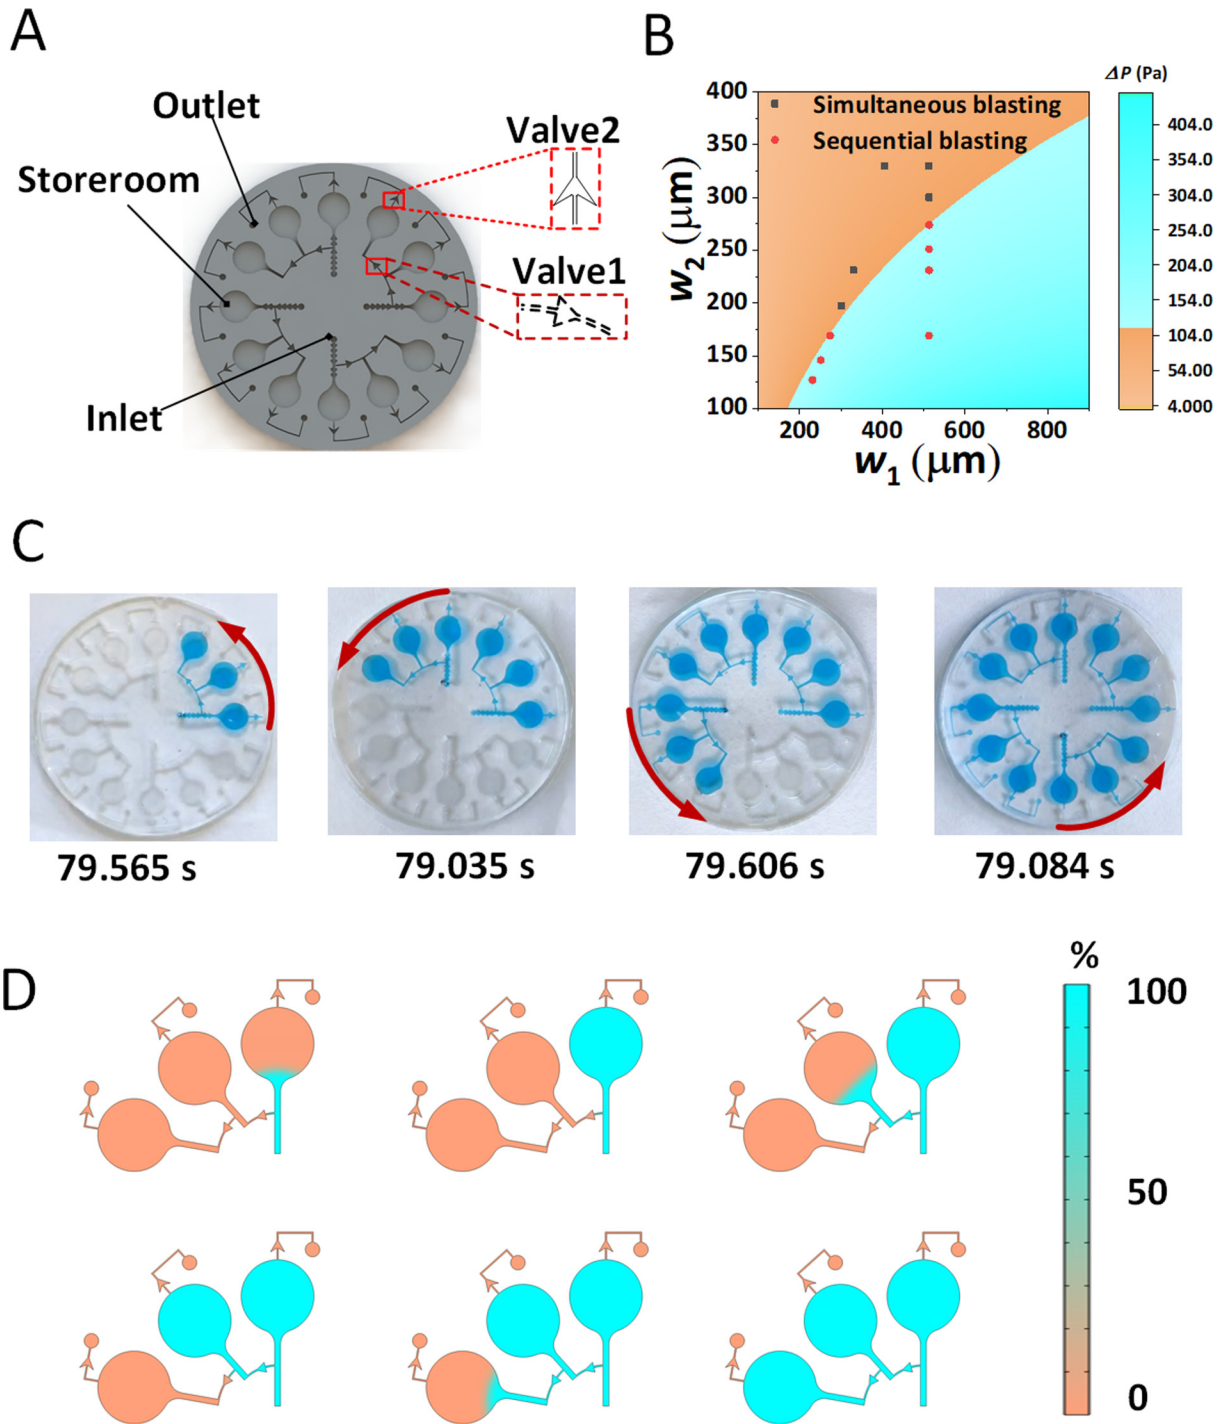 A
Outlet
Storeroom
Valve2
Valve1
Inlet
B
ΔP (Pa)
Simultaneous blasting
Sequential blasting
400
350
300
250
200
150
100
w2 (μm)
200
400
600
800
w1 (μm)
404.0
354.0
304.0
254.0
204.0
154.0
104.0
54.00
4.000
C
79.565 s
79.035 s
79.606 s
79.084 s
D
%
100
50
0